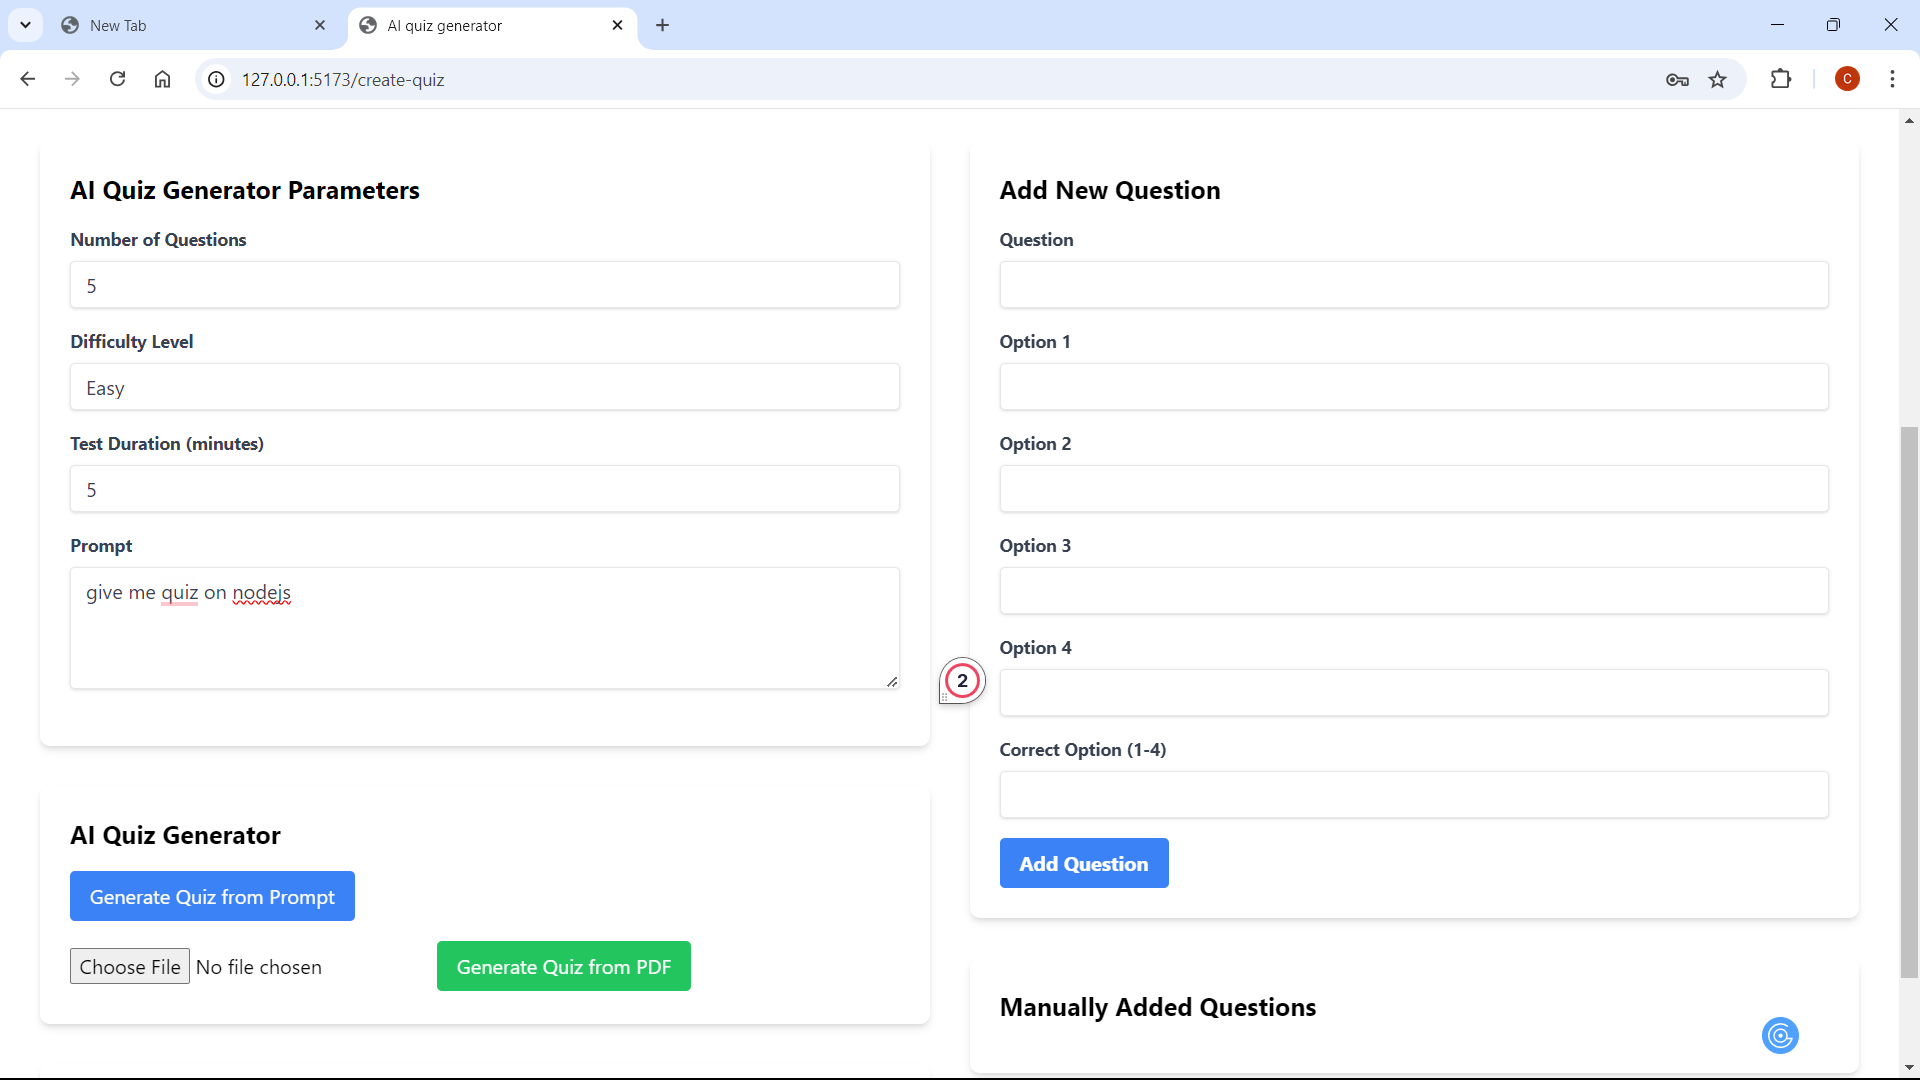 New Tab
AI quiz generator
127.0.0.1:5173/create-quiz
C
AI Quiz Generator Parameters
Number of Questions
5
Difficulty Level
Easy
Test Duration (minutes)
5
Prompt
give me quiz on nodejs
AI Quiz Generator
Generate Quiz from Prompt
Choose File No file chosen
Generate Quiz from PDF
2
Add New Question
Question
Option 1
Option 2
Option 3
Option 4
Correct Option (1-4)
Add Question
Manually Added Questions